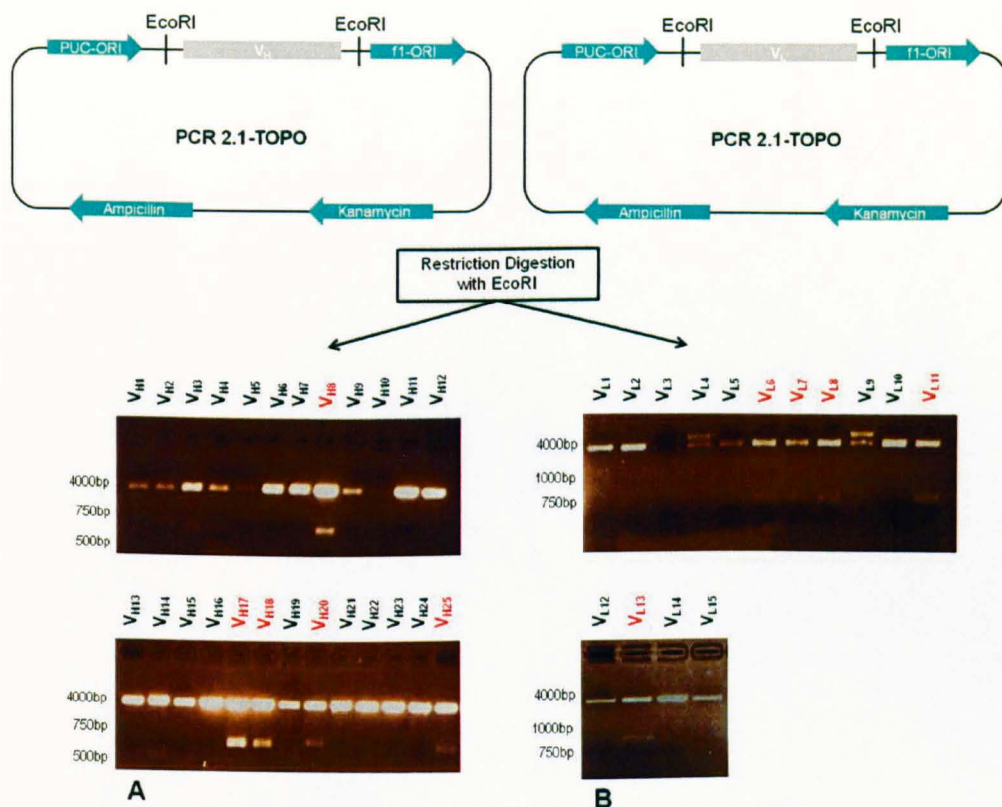 EcoRI EcoRI EcoRI EcoRI
PUC-ORI VH f1-ORI PUC-ORI VL f1-ORI
PCR 2.1-TOPO PCR 2.1-TOPO
Ampicillin Kanamycin Ampicillin Kanamycin
Restriction Digestion
with EcoRI
VH1 VH2 VH3 VH4 VH5 VH6 VH7 VH8 VH9 VH10 VH11 VH12
4000bp
750bp
500bp
VL1 VL2 VL3 VL4 VL5 VL6 VL7 VL8 VL9 VL10 VL11
4000bp
1000bp
750bp
VH13 VH14 VH15 VH16 VH17 VH18 VH19 VH20 VH21 VH22 VH23 VH24 VH25
4000bp
750bp
500bp
VL12 VL13 VL14 VL15
4000bp
1000bp
750bp
A B